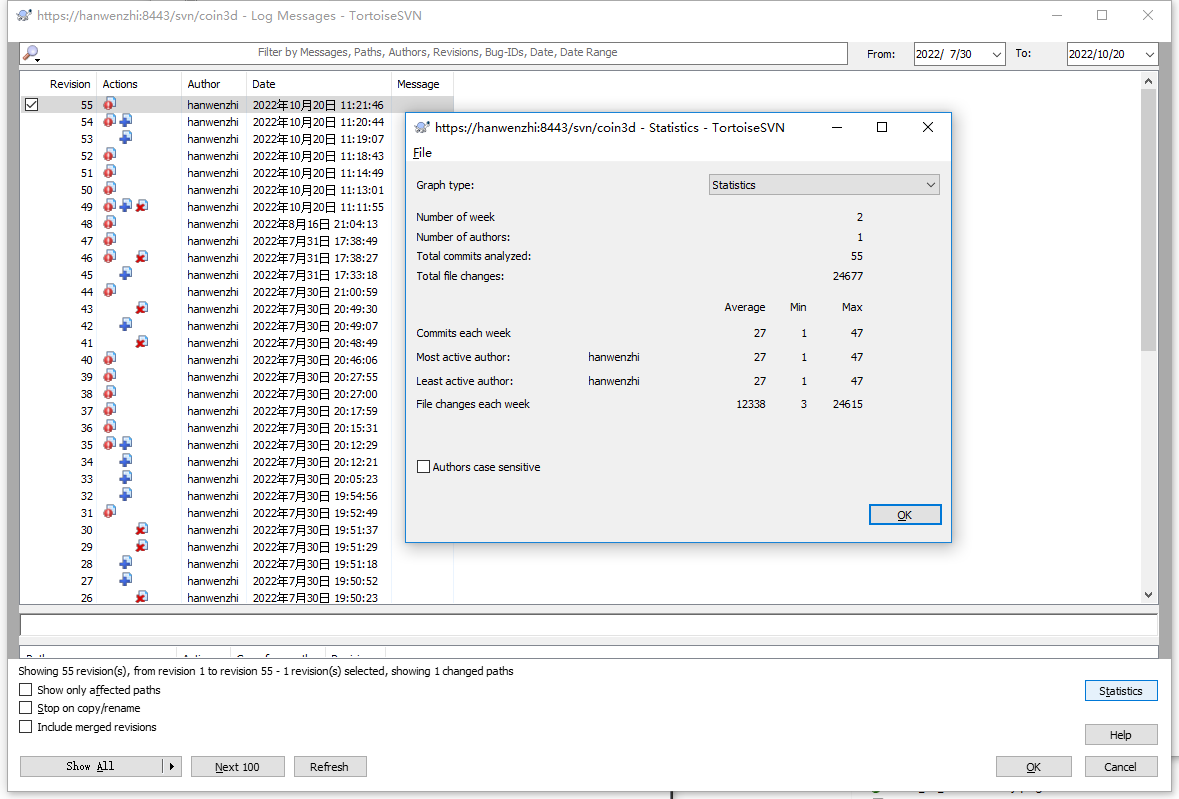 https://hanwenzhi:8443/svn/coin3d - Log Messages - TortoiseSVN
Filter by Messages, Paths, Authors, Revisions, Bug-IDs, Date, Date Range
From: 2022/ 7/30 To: 2022/10/20
Revision Actions Author Date Message
55 hanwenzhi 2022年10月20日 11:21:46
54 hanwenzhi 2022年10月20日 11:20:44
53 hanwenzhi 2022年10月20日 11:19:07
52 hanwenzhi 2022年10月20日 11:18:43
51 hanwenzhi 2022年10月20日 11:14:49
50 hanwenzhi 2022年10月20日 11:13:01
49 hanwenzhi 2022年10月20日 11:11:55
48 hanwenzhi 2022年8月16日 21:04:13
47 hanwenzhi 2022年7月31日 17:38:49
46 hanwenzhi 2022年7月31日 17:38:27
45 hanwenzhi 2022年7月31日 17:33:18
44 hanwenzhi 2022年7月30日 21:00:59
43 hanwenzhi 2022年7月30日 20:49:30
42 hanwenzhi 2022年7月30日 20:49:07
41 hanwenzhi 2022年7月30日 20:48:49
40 hanwenzhi 2022年7月30日 20:46:06
39 hanwenzhi 2022年7月30日 20:27:55
38 hanwenzhi 2022年7月30日 20:27:00
37 hanwenzhi 2022年7月30日 20:17:59
36 hanwenzhi 2022年7月30日 20:15:31
35 hanwenzhi 2022年7月30日 20:12:29
34 hanwenzhi 2022年7月30日 20:12:21
33 hanwenzhi 2022年7月30日 20:05:23
32 hanwenzhi 2022年7月30日 19:54:56
31 hanwenzhi 2022年7月30日 19:52:49
30 hanwenzhi 2022年7月30日 19:51:37
29 hanwenzhi 2022年7月30日 19:51:29
28 hanwenzhi 2022年7月30日 19:51:18
27 hanwenzhi 2022年7月30日 19:50:52
26 hanwenzhi 2022年7月30日 19:50:23
https://hanwenzhi:8443/svn/coin3d - Statistics - TortoiseSVN
File
Graph type: Statistics
Number of week 2
Number of authors: 1
Total commits analyzed: 55
Total file changes: 24677
Average Min Max
Commits each week 27 1 47
Most active author: hanwenzhi 27 1 47
Least active author: hanwenzhi 27 1 47
File changes each week 12338 3 24615
Authors case sensitive
OK
Showing 55 revision(s), from revision 1 to revision 55 - 1 revision(s) selected, showing 1 changed paths
Show only affected paths
Statistics
Stop on copy/rename
Include merged revisions
Help
Show All Next 100 Refresh OK Cancel